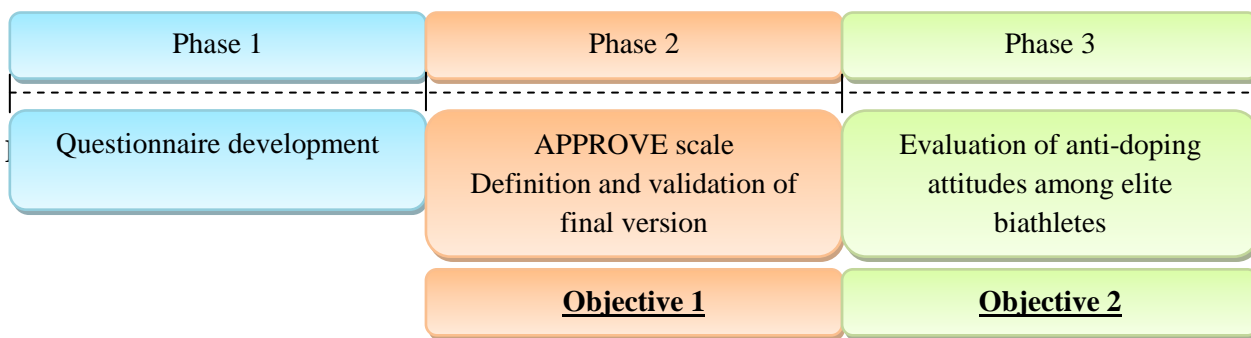 Phase 1
Phase 2
Phase 3
Questionnaire development
APPROVE scale
Definition and validation of
final version
Evaluation of anti-doping
attitudes among elite
biathletes
Objective 1
Objective 2